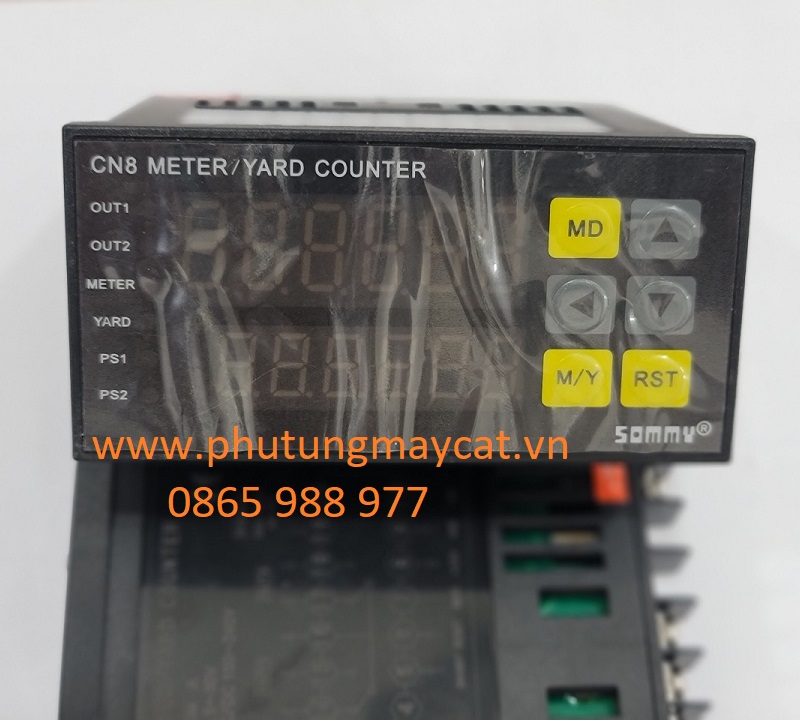 CN8 METER/YARD COUNTER
OUT1
OUT2
METER
YARD
PS1
PS2
MD
M/Y
RST
SOMMY®
www.phutungmaycat.vn
0865 988 977
COUNTER